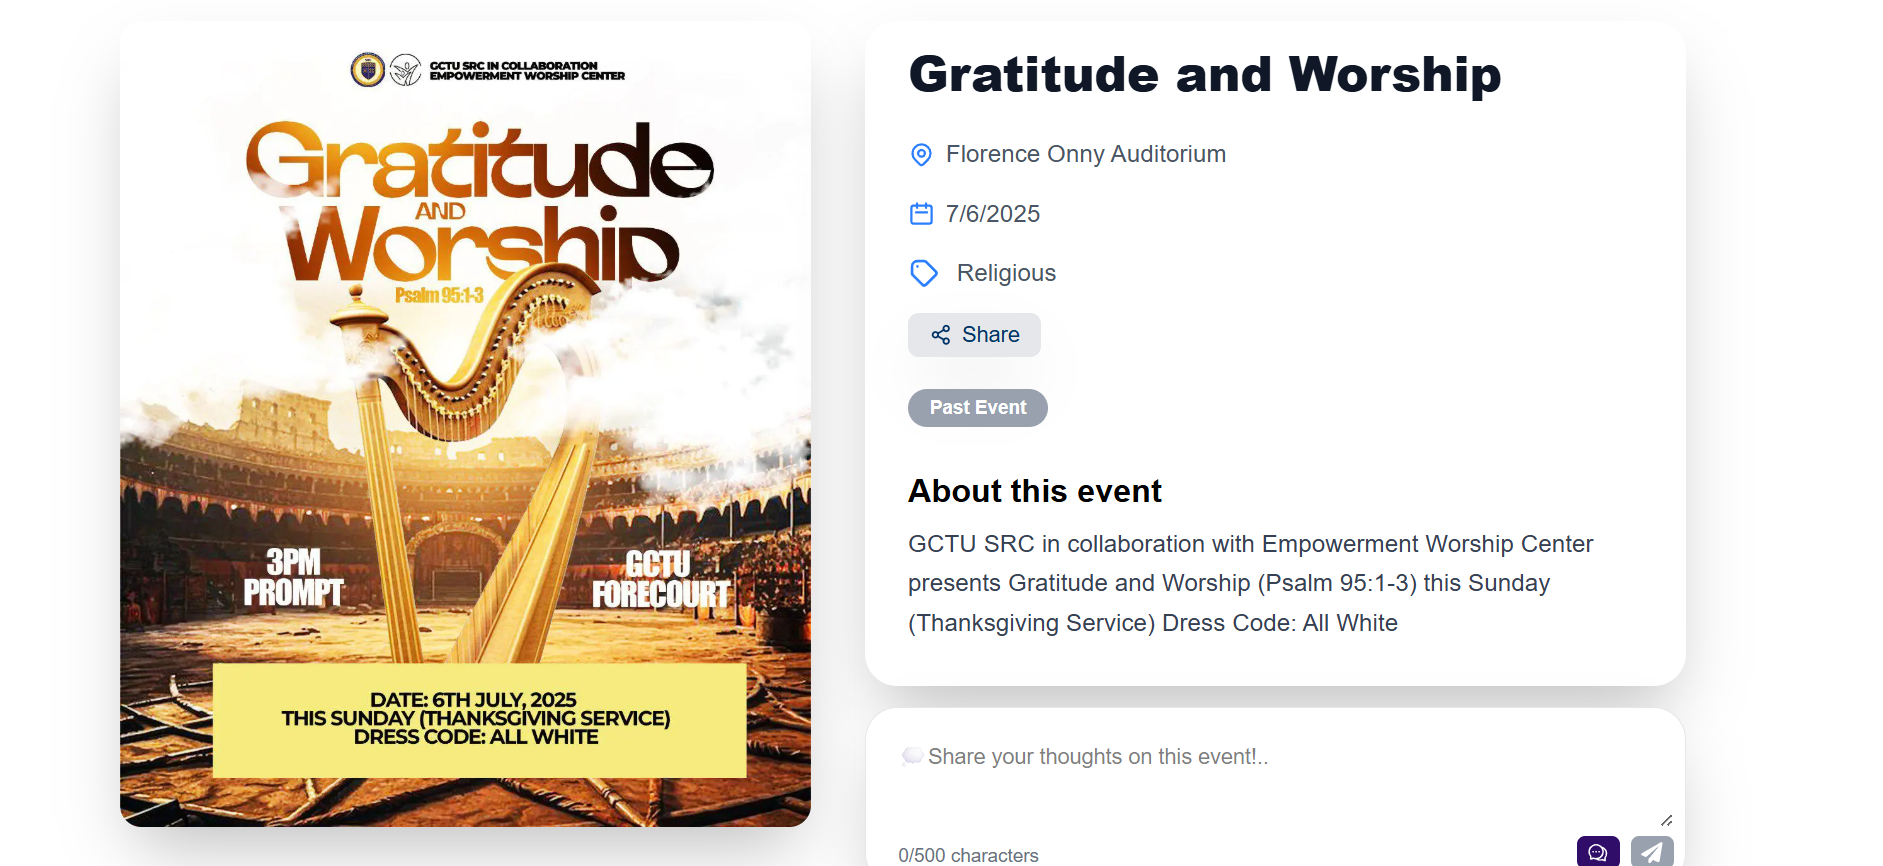 GCTU SRC IN COLLABORATION
EMPOWERMENT WORSHIP CENTER
Gratitude
AND
Worship
Psalm 95:1-3
3PM
PROMPT
GCTU
FORECOURT
DATE: 6TH JULY, 2025
THIS SUNDAY (THANKSGIVING SERVICE)
DRESS CODE: ALL WHITE
Gratitude and Worship
Florence Onny Auditorium
7/6/2025
Religious
Share
Past Event
About this event
GCTU SRC in collaboration with Empowerment Worship Center
presents Gratitude and Worship (Psalm 95:1-3) this Sunday
(Thanksgiving Service) Dress Code: All White
Share your thoughts on this event!..
0/500 characters